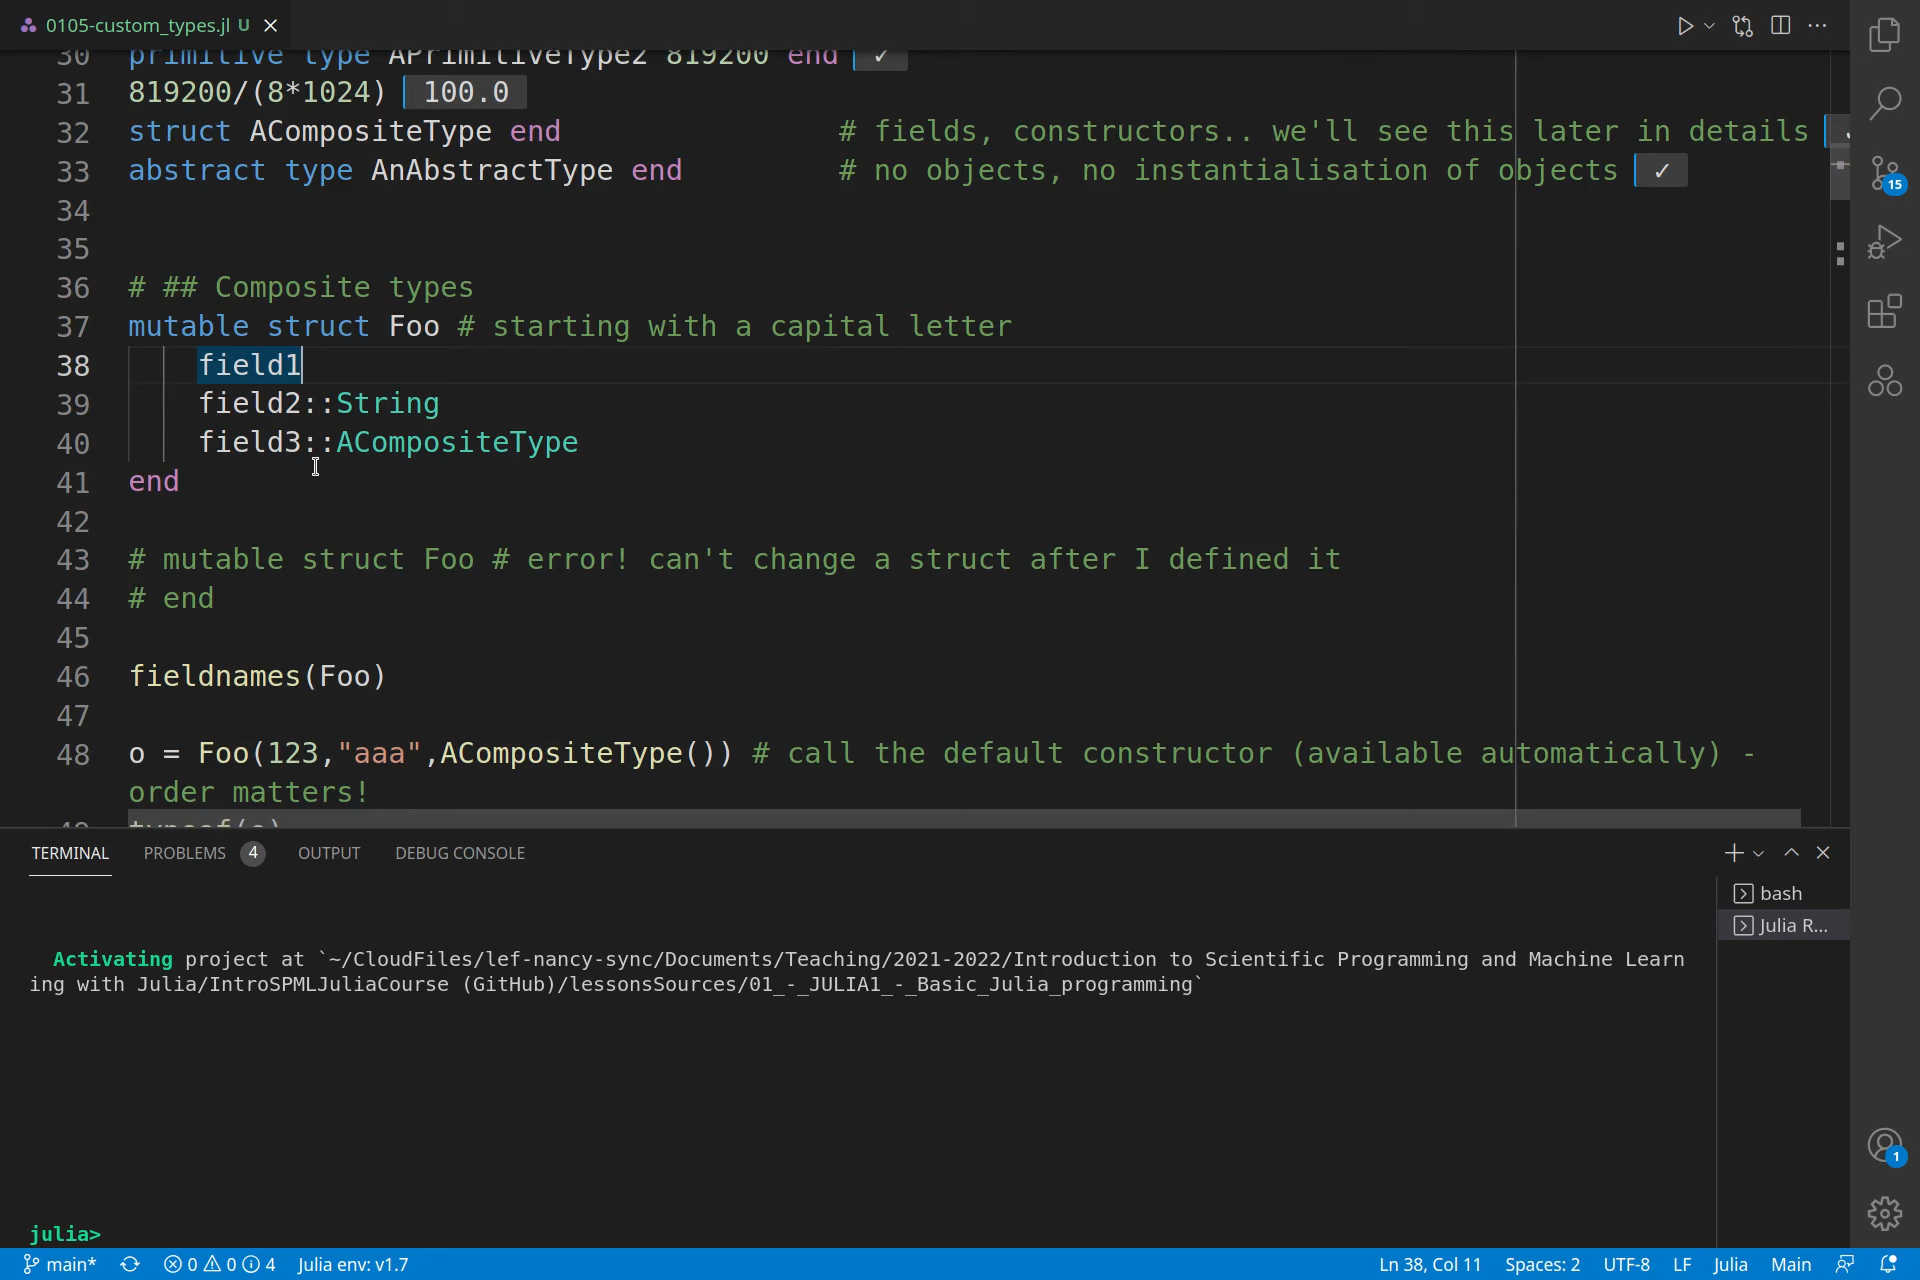 0105-custom_types.jl U
30 primitive type APrimitiveType2 819200 end ✓
31 819200/(8*1024) 100.0
32 struct ACompositeType end # fields, constructors.. we'll see this later in details
33 abstract type AnAbstractType end # no objects, no instantialisation of objects ✓
34
35
36 # ## Composite types
37 mutable struct Foo # starting with a capital letter
38 field1
39 field2::String
40 field3::ACompositeType
41 end
42
43 # mutable struct Foo # error! can't change a struct after I defined it
44 # end
45
46 fieldnames(Foo)
47
48 o = Foo(123,"aaa",ACompositeType()) # call the default constructor (available automatically) -
order matters!
49 typeof(o)
15
TERMINAL PROBLEMS 4 OUTPUT DEBUG CONSOLE
bash
Julia R...
Activating project at `~/CloudFiles/lef-nancy-sync/Documents/Teaching/2021-2022/Introduction to Scientific Programming and Machine Learn
ing with Julia/IntroSPMLJuliaCourse (GitHub)/lessonsSources/01_-_JULIA1_-_Basic_Julia_programming`
julia>
1
main* 0 0 4 Julia env: v1.7 Ln 38, Col 11 Spaces: 2 UTF-8 LF Julia Main